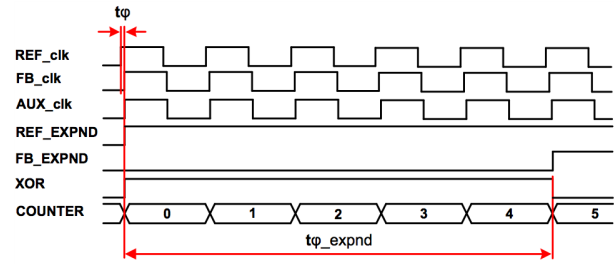 tφ
REF_clk
FB_clk
AUX_clk
REF_EXPND
FB_EXPND
XOR
COUNTER 0 1 2 3 4 5
tφ_expnd